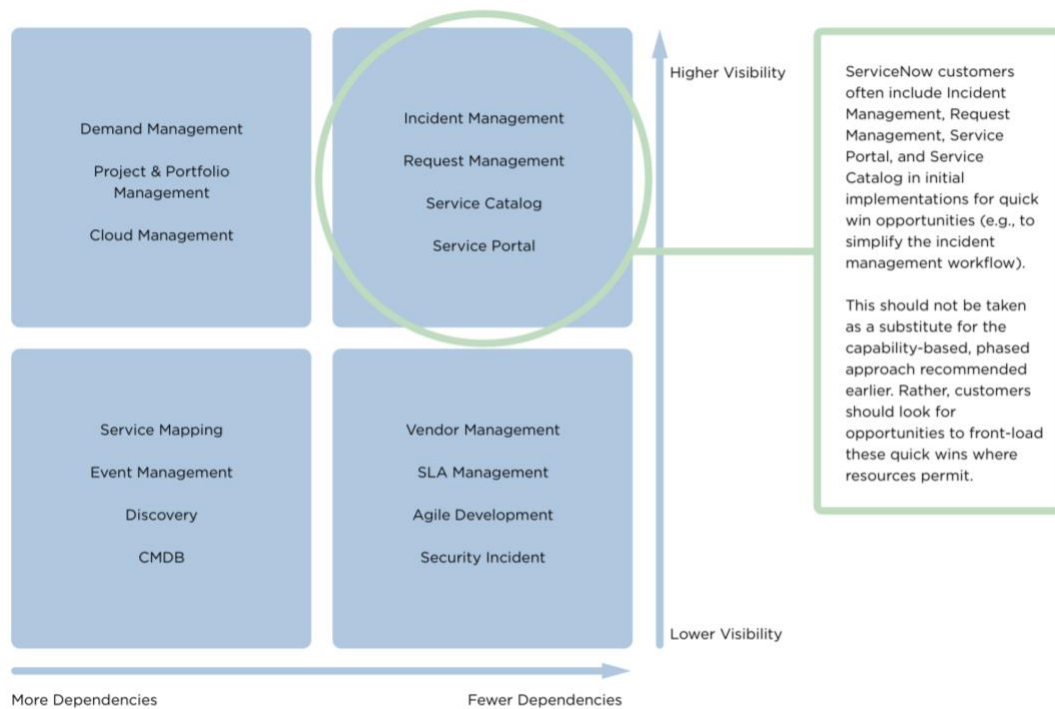 Demand Management
Project & Portfolio
Management
Cloud Management
Incident Management
Request Management
Service Catalog
Service Portal
Higher Visibility
ServiceNow customers
often include Incident
Management, Request
Management, Service
Portal, and Service
Catalog in initial
implementations for quick
win opportunities (e.g., to
simplify the incident
management workflow).
This should not be taken
as a substitute for the
capability-based, phased
approach recommended
earlier. Rather, customers
should look for
opportunities to front-load
these quick wins where
resources permit.
Service Mapping
Event Management
Discovery
CMDB
Vendor Management
SLA Management
Agile Development
Security Incident
Lower Visibility
More Dependencies
Fewer Dependencies